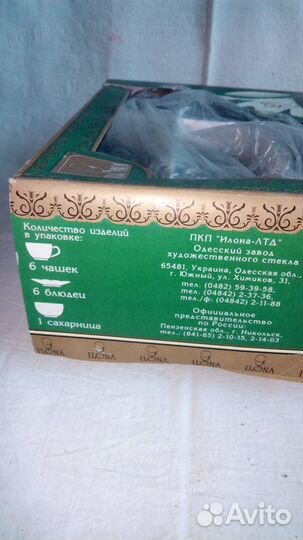 Количество изделий
в упаковке:
6 чашек
6 блюдец
1 сахарница
ПКП "Илона-ЛТД"
Одесский завод
художественного стекла
65481, Украина, Одесская обл.,
г. Южный, ул. Химиков, 31,
тел. (0482) 59-39-58,
тел. (04842) 2-37-36,
тел./ф: (04842) 2-11-88
Официальное
представительство
по России:
Пензенская обл., г. Никольск,
тел.: (841-65) 2-10-15, 2-14-03
ILONA ILONA ILONA ILONA ILONA
Avito